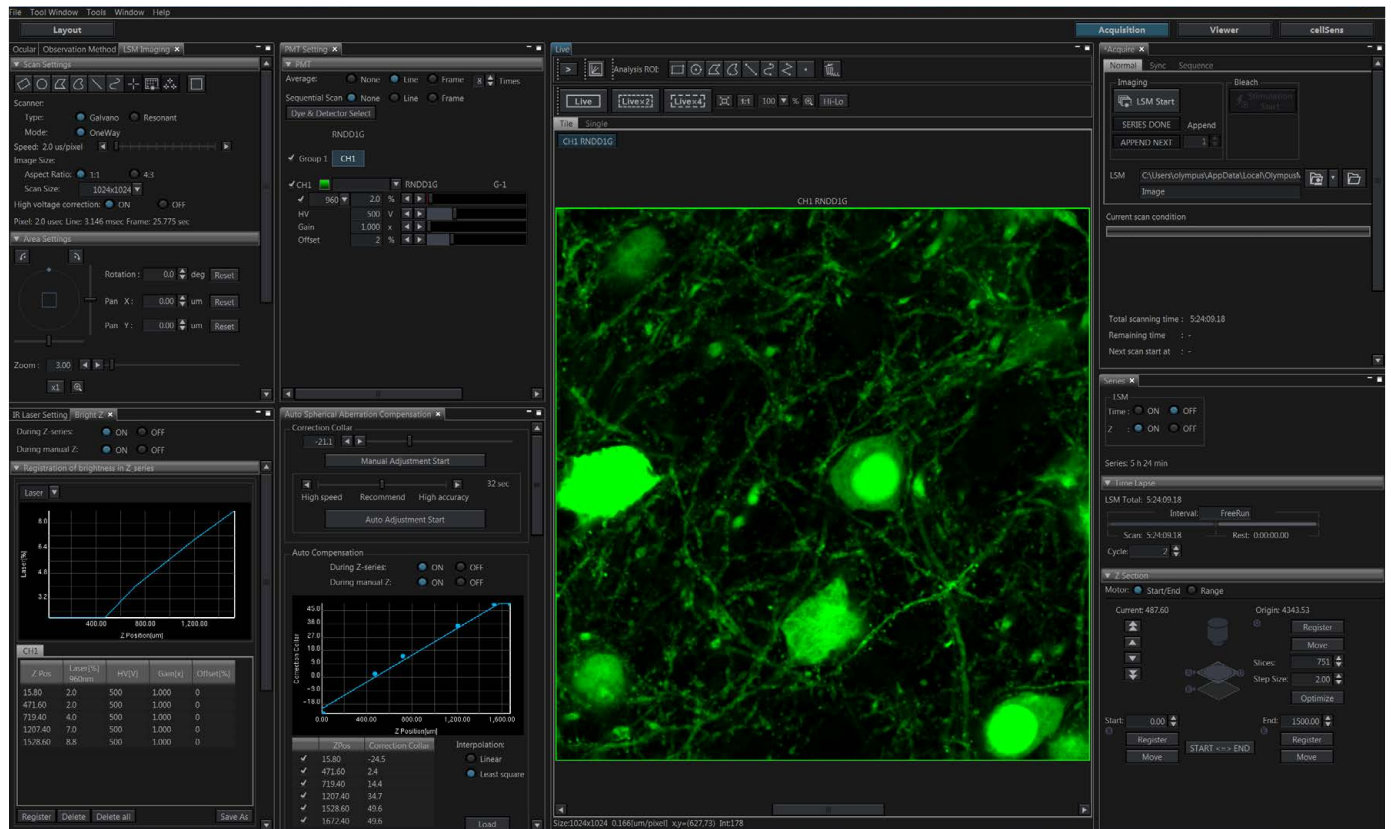 File Tool Window Tools Window Help
Layout
Acquisition Viewer cellSens
Ocular Observation Method LSM Imaging
Scan Settings
Scanner:
Type: Galvano Resonant
Mode: OneWay
Speed: 2.0 us/pixel
Image Size:
Aspect Ratio: 1:1 4:3
Scan Size: 1024x1024
High voltage correction: ON OFF
Pixel: 2.0 usec Line: 3.146 msec Frame: 25.775 sec
Area Settings
Rotation : 0.0 deg Reset
Pan X : 0.00 um Reset
Pan Y : 0.00 um Reset
Zoom : 3.00
x1
IR Laser Setting Bright Z
During Z-series: ON OFF
During manual Z: ON OFF
Registration of brightness in Z_series
Laser
Laser[%]
8.0
6.4
4.8
3.2
400.00 800.00 1,200.00
Z Position[um]
CH1
Z Pos Laser[%] 960nm HV[V] Gain[x] Offset[%]
15.80 2.0 500 1.000 0
471.60 2.0 500 1.000 0
719.40 4.0 500 1.000 0
1207.40 7.0 500 1.000 0
1528.60 8.8 500 1.000 0
Register Delete Delete all Save As
PMT Setting
PMT
Average: None Line Frame 8 Times
Sequential Scan None Line Frame
Dye & Detector Select
RNDD1G
Group 1 CH1
CH1 RNDD1G G-1
960 2.0 %
HV 500 V
Gain 1.000 x
Offset 2 %
Auto Spherical Aberration Compensation
Correction Collar
-21.1
Manual Adjustment Start
32 sec
High speed Recommend High accuracy
Auto Adjustment Start
Auto Compensation
During Z-series: ON OFF
During manual Z: ON OFF
Correction Collar
45.0
36.0
27.0
18.0
9.0
0.0
-9.0
-18.0
0.00 400.00 800.00 1,200.00 1,600.00
Z Position[um]
ZPos Correction Collar
15.80 -24.5
471.60 2.4
719.40 14.4
1207.40 34.7
1528.60 49.6
1672.40 49.6
Interpolation:
Linear
Least square
Load
Live
> Analysis ROI:
Live Live×2 Live×4 1:1 100 % Hi-Lo
Tile Single
CH1 RNDD1G
CH1 RNDD1G
Size:1024x1024 0.166[um/pixel] x,y=(627,73) Int:178
*Acquire
Normal Sync Sequence
Imaging
LSM Start
SERIES DONE Append
APPEND NEXT 1
Bleach
Stimulation Start
LSM C:\Users\olympus\AppData\Local\OlympusM
Image
Current scan condition
Total scanning time : 5:24:09.18
Remaining time : -
Next scan start at : -
Series
LSM
Time : ON OFF
Z : ON OFF
Series: 5 h 24 min
Time Lapse
LSM Total: 5:24:09.18
Interval: FreeRun
Scan: 5:24:09.18 Rest: 0:00:00.00
Cycle: 2
Z Section
Motor: Start/End Range
Current: 487.60 Origin: 4343.53
Register
Move
Slices: 751
Step Size: 2.00
Optimize
Start: 0.00 End: 1500.00
Register START <=> END Register
Move Move